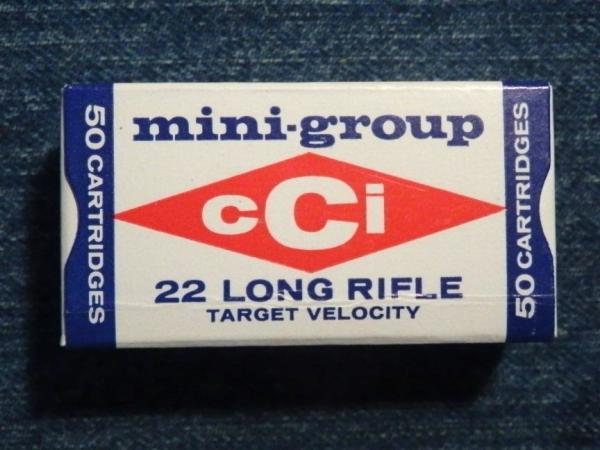 mini-group
cCi
22 LONG RIFLE
TARGET VELOCITY
50 CARTRIDGES
50 CARTRIDGES